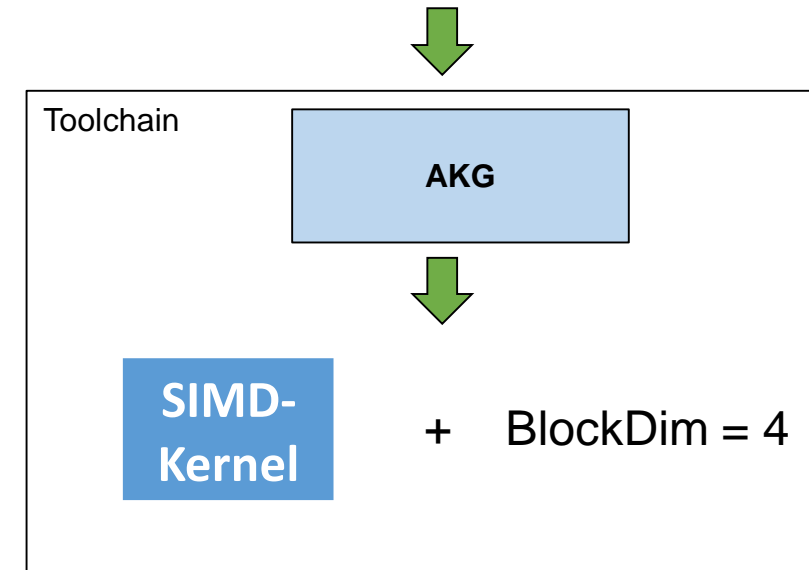 Toolchain
AKG
SIMD-
Kernel
+ BlockDim = 4